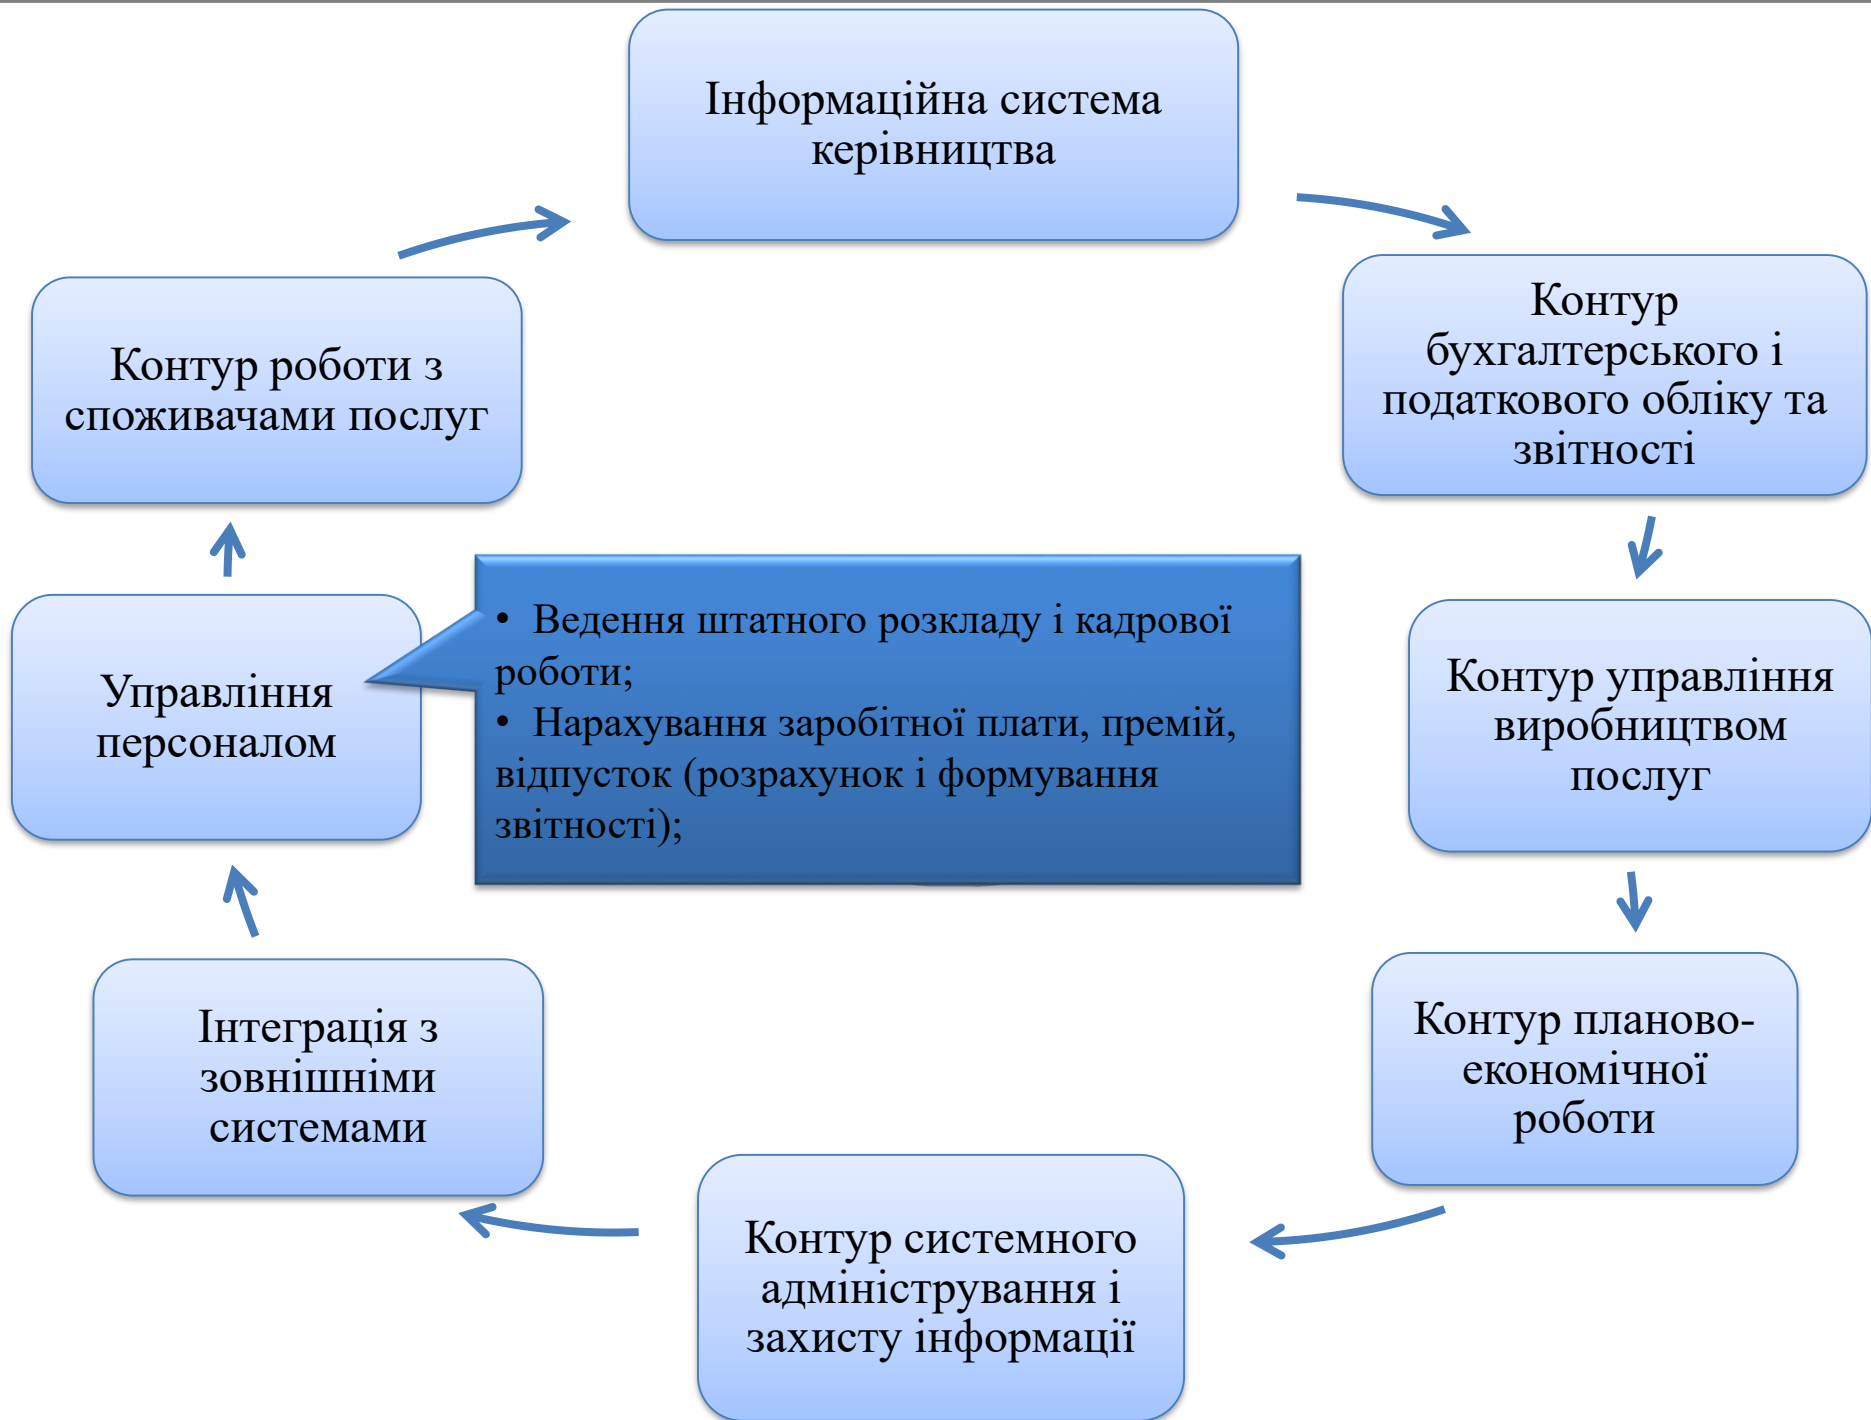 Інформаційна система
керівництва
Контур
бухгалтерського і
податкового обліку та
звітності
Контур роботи з
споживачами послуг
• Ведення штатного розкладу і кадрової
роботи;
• Нарахування заробітної плати, премій,
відпусток (розрахунок і формування
звітності);
Управління
персоналом
Контур управління
виробництвом
послуг
Інтеграція з
зовнішніми
системами
Контур планово-
економічної
роботи
Контур системного
адміністрування і
захисту інформації